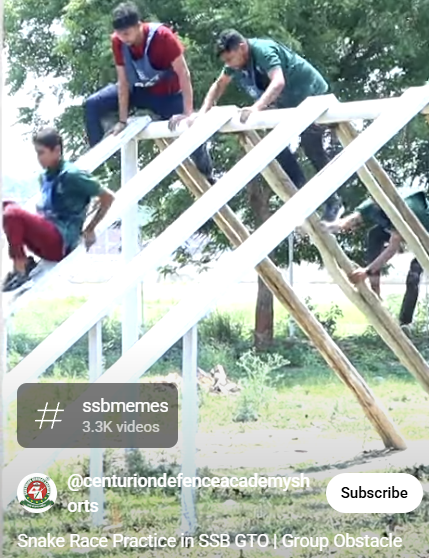 # ssbmemes
3.3K videos
@centuriondefenceacademysh
orts
Subscribe
Snake Race Practice in SSB GTO | Group Obstacle